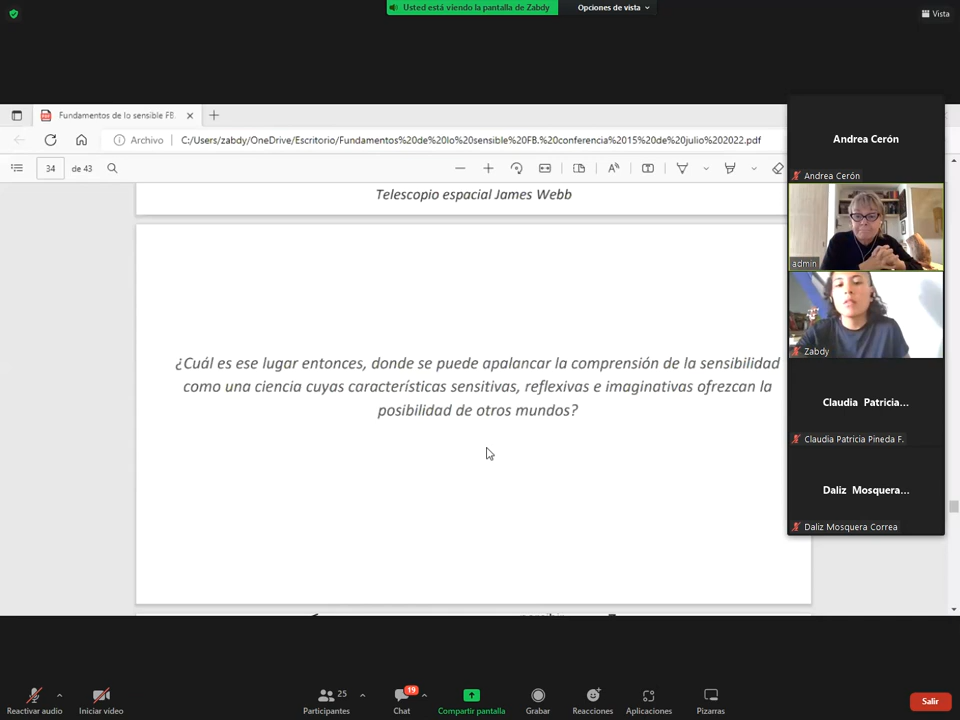 Usted está viendo la pantalla de Zabdy
Opciones de vista
Vista
Fundamentos de lo sensible FB.
Archivo
C:/Users/zabdy/OneDrive/Escritorio/Fundamentos%20de%20lo%20sensible%20FB.%20conferencia%2015%20de%20julio%202022.pdf
34
de 43
Telescopio espacial James Webb
¿Cuál es ese lugar entonces, donde se puede apalancar la comprensión de la sensibilidad
como una ciencia cuyas características sensitivas, reflexivas e imaginativas ofrezcan la
posibilidad de otros mundos?
Andrea Cerón
Andrea Cerón
admin
Zabdy
Claudia Patricia...
Claudia Patricia Pineda F.
Daliz Mosquera...
Daliz Mosquera Correa
Reactivar audio
Iniciar video
25
Participantes
19
Chat
Compartir pantalla
Grabar
Reacciones
Aplicaciones
Pizarras
Salir